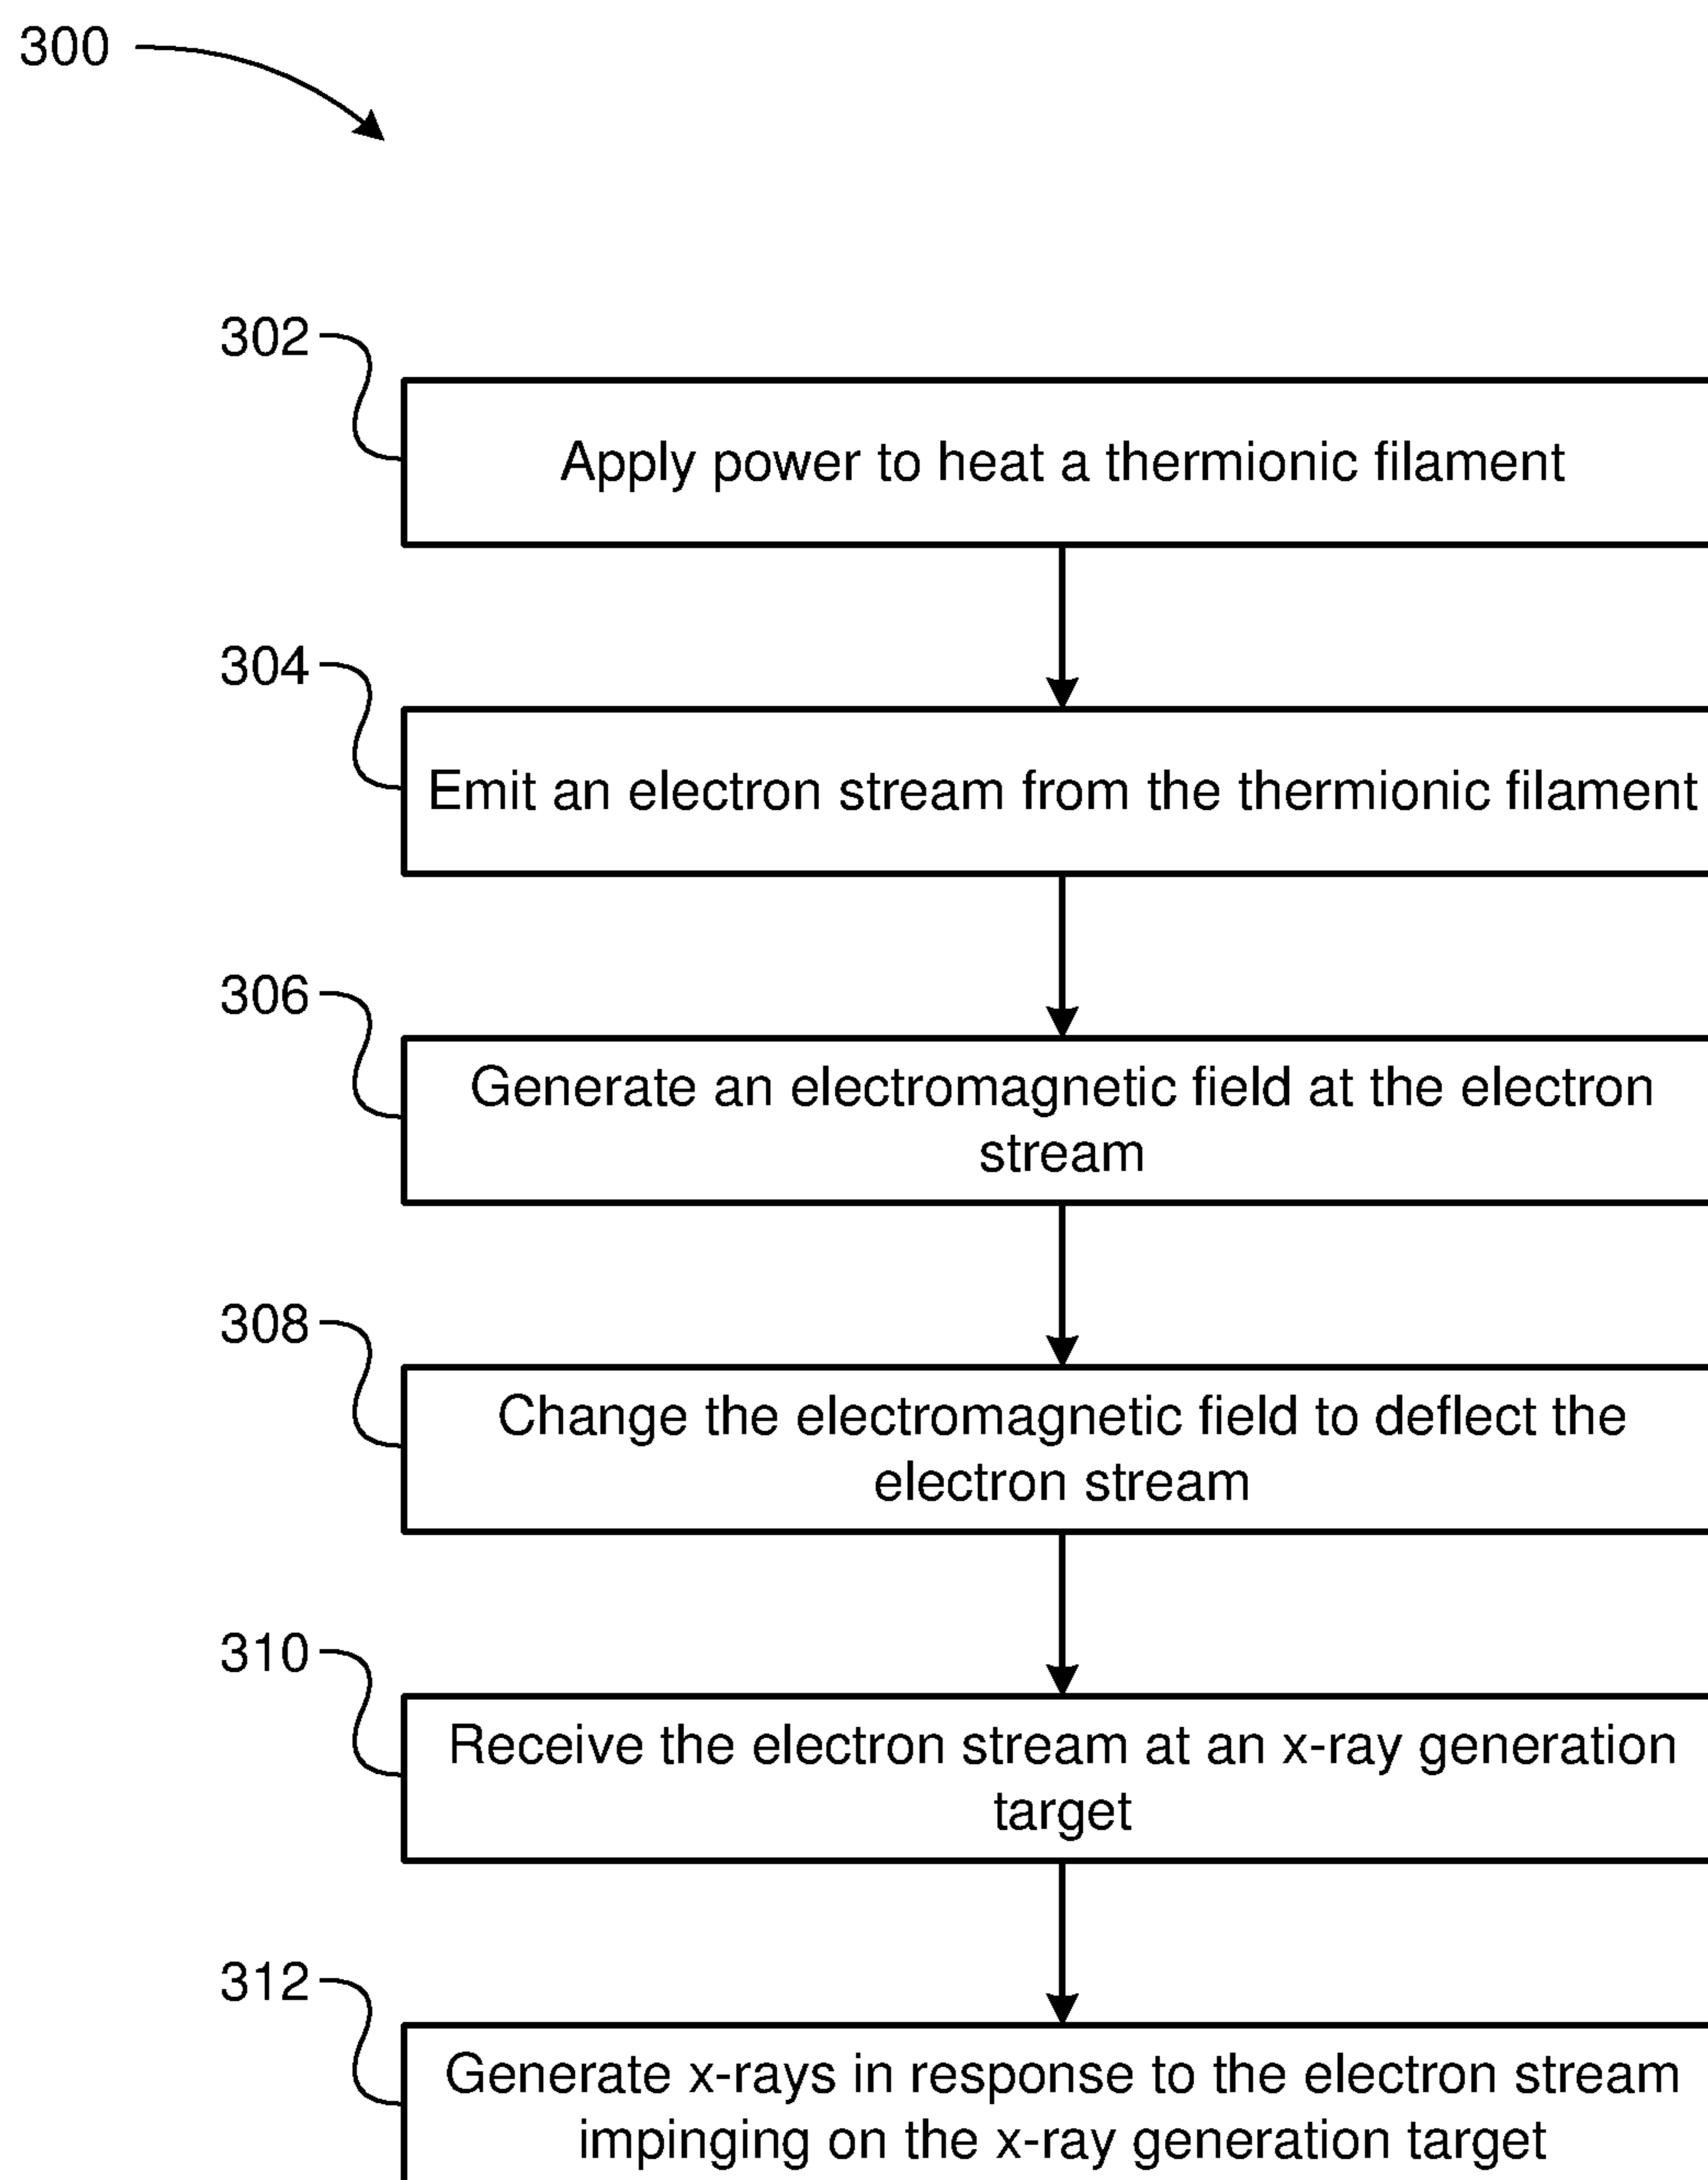 300
302
Apply power to heat a thermionic filament
304
Emit an electron stream from the thermionic filament
306
Generate an electromagnetic field at the electron
stream
308
Change the electromagnetic field to deflect the
electron stream
310
Receive the electron stream at an x-ray generation
target
312
Generate x-rays in response to the electron stream
impinging on the x-ray generation target